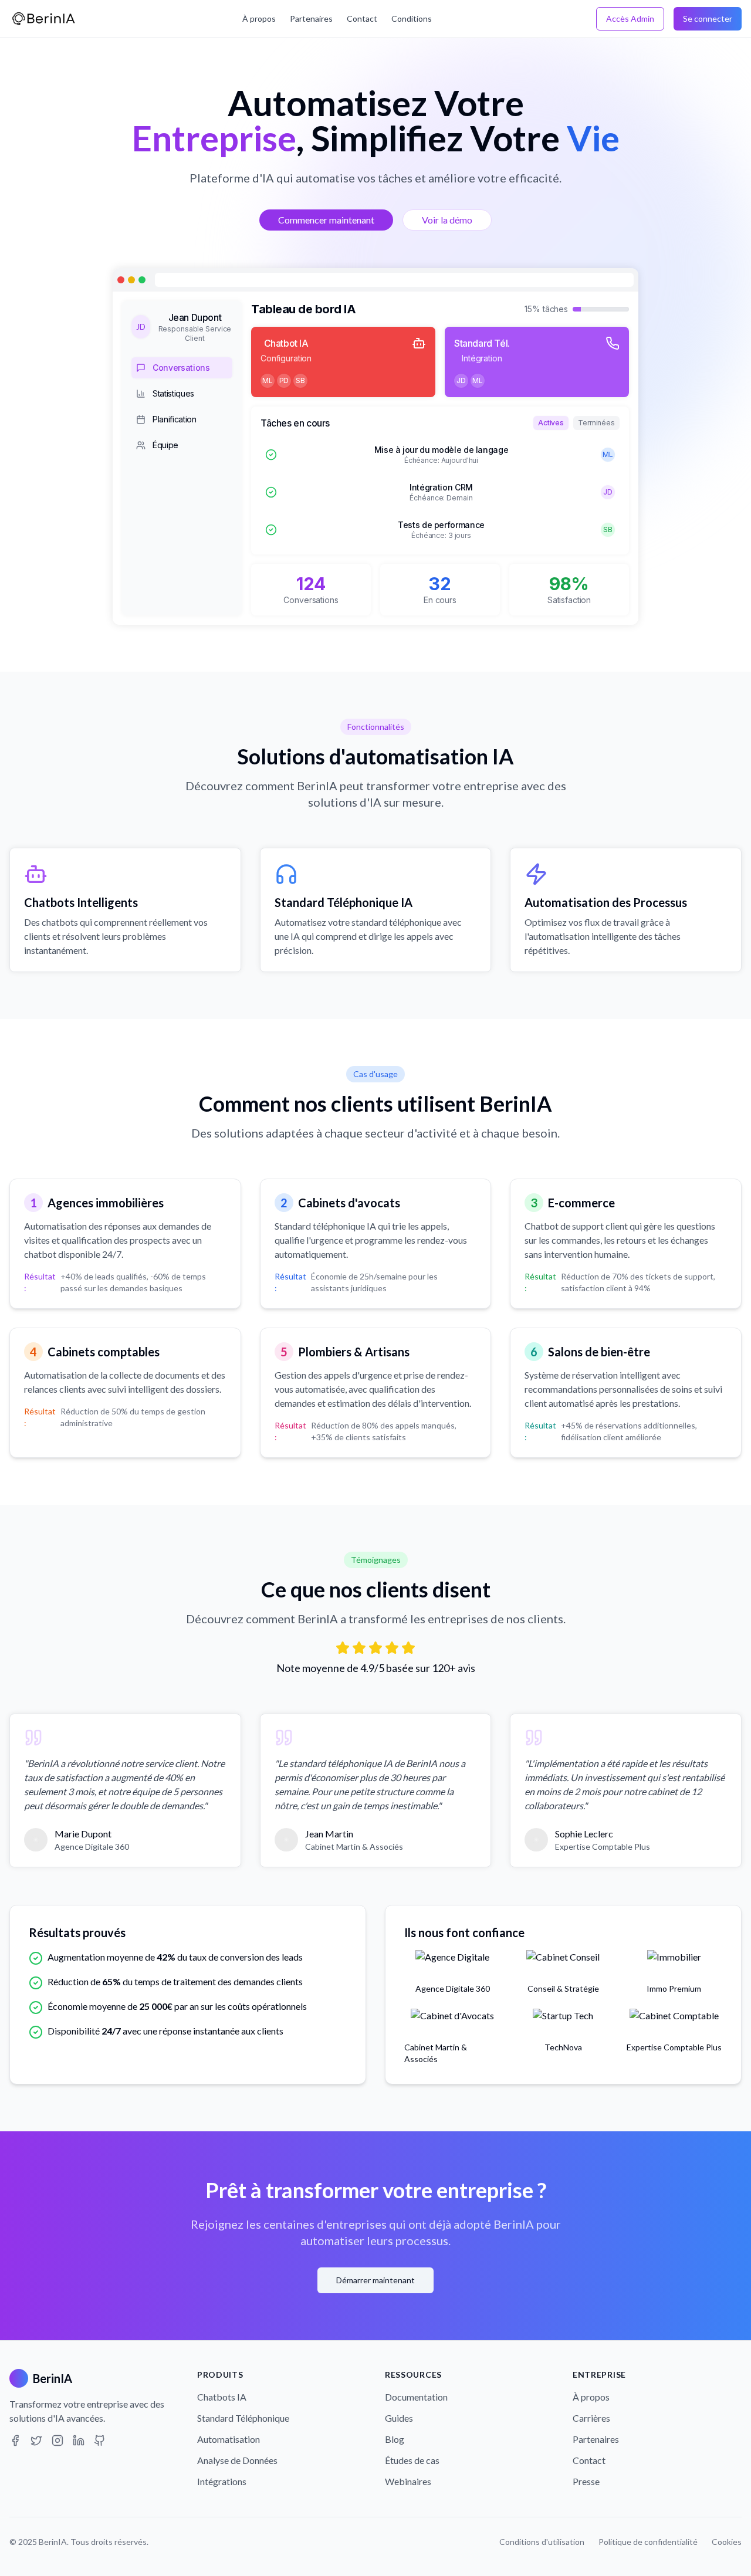 BerinIA
À propos
Partenaires
Contact
Conditions
Accès Admin
Se connecter
Automatisez Votre
Entreprise, Simplifiez Votre Vie
Plateforme d'IA qui automatise vos tâches et améliore votre efficacité.
Commencer maintenant
Voir la démo
JD
Jean Dupont
Responsable Service
Client
Conversations
Statistiques
Planification
Équipe
Tableau de bord IA
15% tâches
Chatbot IA
Configuration
ML
PD
SB
Standard Tél.
Intégration
JD
ML
Tâches en cours
Actives
Terminées
Mise à jour du modèle de langage
Échéance: Aujourd'hui
ML
Intégration CRM
Échéance: Demain
JD
Tests de performance
Échéance: 3 jours
SB
124
Conversations
32
En cours
98%
Satisfaction
Fonctionnalités
Solutions d'automatisation IA
Découvrez comment BerinIA peut transformer votre entreprise avec des
solutions d'IA sur mesure.
Chatbots Intelligents
Des chatbots qui comprennent réellement vos
clients et résolvent leurs problèmes
instantanément.
Standard Téléphonique IA
Automatisez votre standard téléphonique avec
une IA qui comprend et dirige les appels avec
précision.
Automatisation des Processus
Optimisez vos flux de travail grâce à
l'automatisation intelligente des tâches
répétitives.
Cas d'usage
Comment nos clients utilisent BerinIA
Des solutions adaptées à chaque secteur d'activité et à chaque besoin.
1
Agences immobilières
Automatisation des réponses aux demandes de
visites et qualification des prospects avec un
chatbot disponible 24/7.
Résultat
:
+40% de leads qualifiés, -60% de temps
passé sur les demandes basiques
2
Cabinets d'avocats
Standard téléphonique IA qui trie les appels,
qualifie l'urgence et programme les rendez-vous
automatiquement.
Résultat
:
Économie de 25h/semaine pour les
assistants juridiques
3
E-commerce
Chatbot de support client qui gère les questions
sur les commandes, les retours et les échanges
sans intervention humaine.
Résultat
:
Réduction de 70% des tickets de support,
satisfaction client à 94%
4
Cabinets comptables
Automatisation de la collecte de documents et des
relances clients avec suivi intelligent des dossiers.
Résultat
:
Réduction de 50% du temps de gestion
administrative
5
Plombiers & Artisans
Gestion des appels d'urgence et prise de rendez-
vous automatisée, avec qualification des
demandes et estimation des délais d'intervention.
Résultat
:
Réduction de 80% des appels manqués,
+35% de clients satisfaits
6
Salons de bien-être
Système de réservation intelligent avec
recommandations personnalisées de soins et suivi
client automatisé après les prestations.
Résultat
:
+45% de réservations additionnelles,
fidélisation client améliorée
Témoignages
Ce que nos clients disent
Découvrez comment BerinIA a transformé les entreprises de nos clients.
Note moyenne de 4.9/5 basée sur 120+ avis
"BerinIA a révolutionné notre service client. Notre
taux de satisfaction a augmenté de 40% en
seulement 3 mois, et notre équipe de 5 personnes
peut désormais gérer le double de demandes."
Marie Dupont
Agence Digitale 360
"Le standard téléphonique IA de BerinIA nous a
permis d'économiser plus de 30 heures par
semaine. Pour une petite structure comme la
nôtre, c'est un gain de temps inestimable."
Jean Martin
Cabinet Martin & Associés
"L'implémentation a été rapide et les résultats
immédiats. Un investissement qui s'est rentabilisé
en moins de 2 mois pour notre cabinet de 12
collaborateurs."
Sophie Leclerc
Expertise Comptable Plus
Résultats prouvés
Augmentation moyenne de 42% du taux de conversion des leads
Réduction de 65% du temps de traitement des demandes clients
Économie moyenne de 25 000€ par an sur les coûts opérationnels
Disponibilité 24/7 avec une réponse instantanée aux clients
Ils nous font confiance
Agence Digitale
Cabinet Conseil
Immobilier
Agence Digitale 360
Conseil & Stratégie
Immo Premium
Cabinet d'Avocats
Startup Tech
Cabinet Comptable
Cabinet Martin &
Associés
TechNova
Expertise Comptable Plus
Prêt à transformer votre entreprise ?
Rejoignez les centaines d'entreprises qui ont déjà adopté BerinIA pour
automatiser leurs processus.
Démarrer maintenant
BerinIA
Transformez votre entreprise avec des
solutions d'IA avancées.
PRODUITS
Chatbots IA
Standard Téléphonique
Automatisation
Analyse de Données
Intégrations
RESSOURCES
Documentation
Guides
Blog
Études de cas
Webinaires
ENTREPRISE
À propos
Carrières
Partenaires
Contact
Presse
© 2025 BerinIA. Tous droits réservés.
Conditions d'utilisation
Politique de confidentialité
Cookies